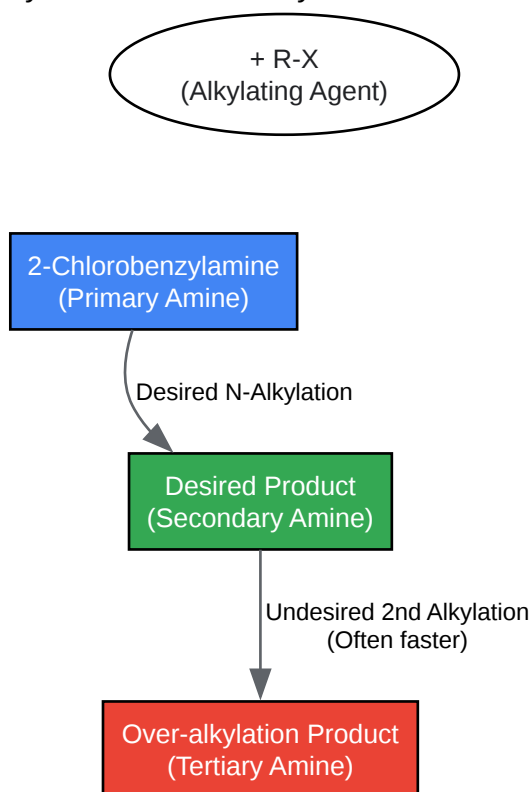 + R-X
(Alkylating Agent)
2-Chlorobenzylamine
(Primary Amine)
Desired N-Alkylation
Desired Product
(Secondary Amine)
Undesired 2nd Alkylation
(Often faster)
Over-alkylation Product
(Tertiary Amine)